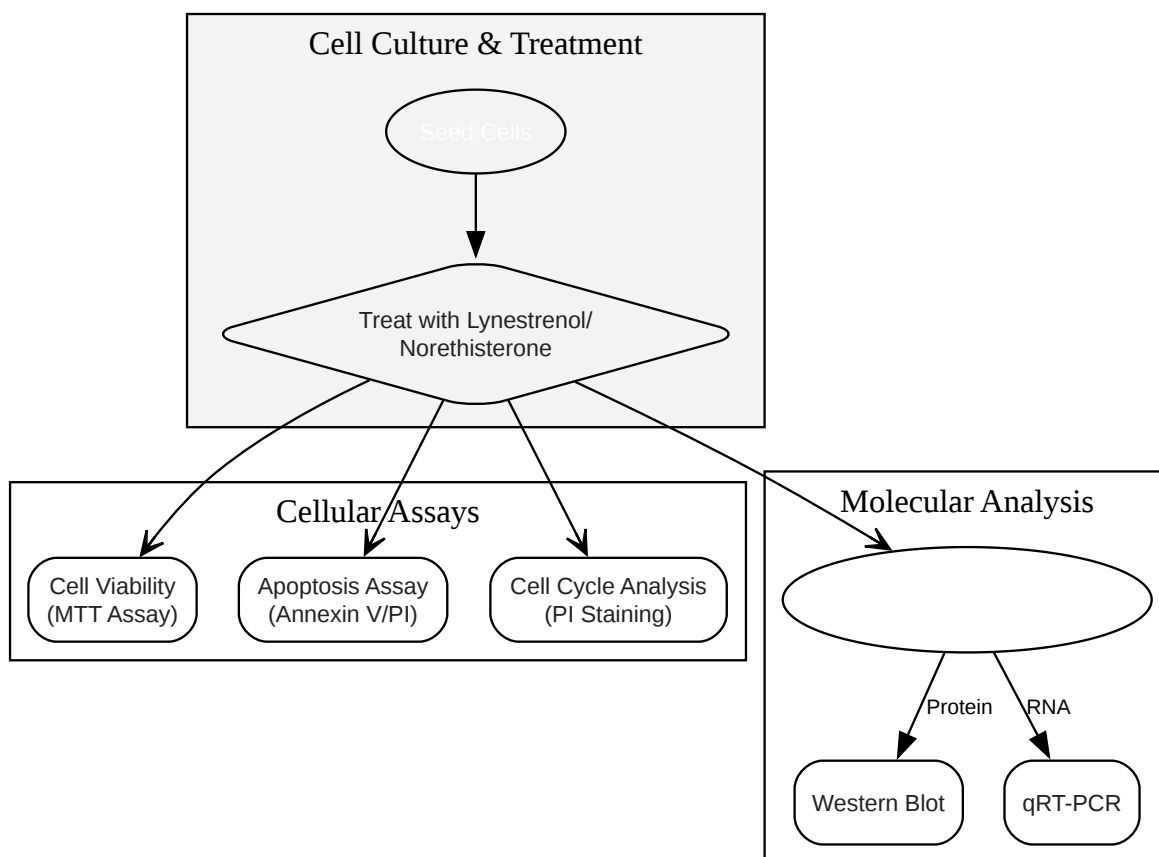 Cell Culture & Treatment
Seed Cells
Treat with Lynestrenol/
Norethisterone
Cellular Assays
Molecular Analysis
Cell Viability
(MTT Assay)
Apoptosis Assay
(Annexin V/PI)
Cell Cycle Analysis
(PI Staining)
Protein
RNA
Western Blot
qRT-PCR